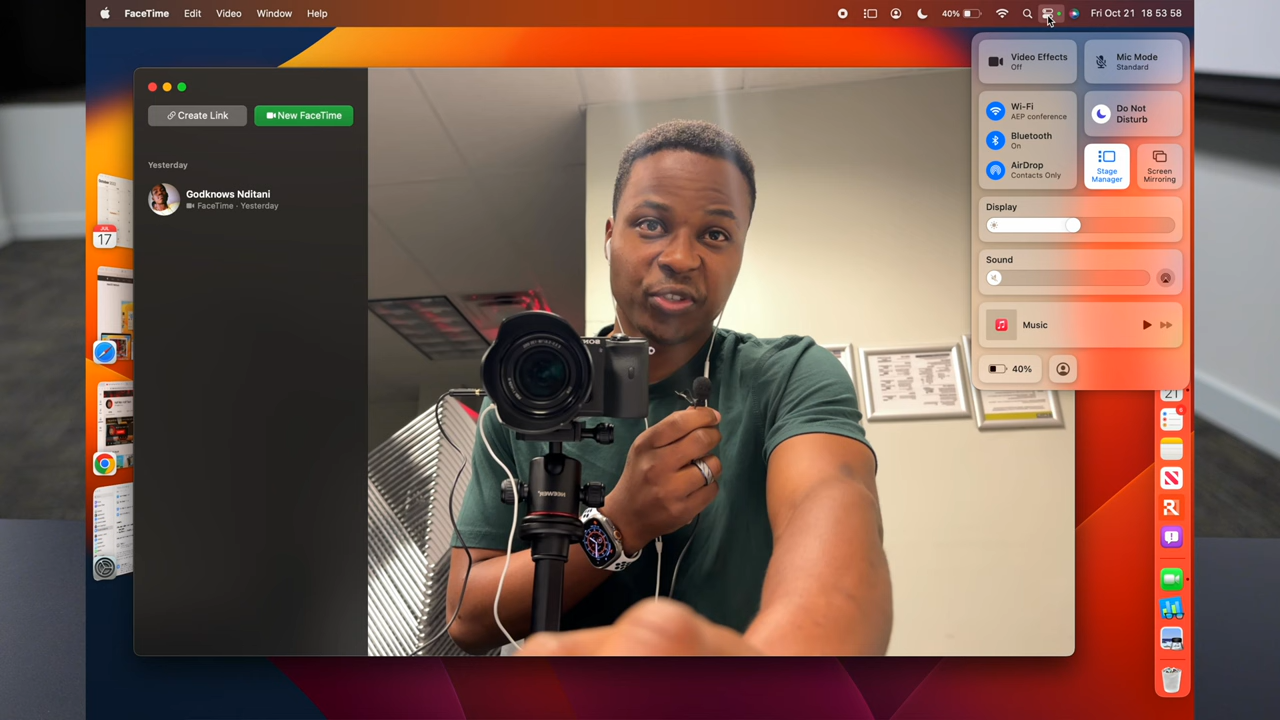 FaceTime Edit Video Window Help
40%
Fri Oct 21 18 53 58
Create Link
New FaceTime
Yesterday
Godknows Nditani
FaceTime · Yesterday
Video Effects
Off
Mic Mode
Standard
Wi-Fi
AEP conference
Bluetooth
On
AirDrop
Contacts Only
Do Not
Disturb
Stage
Manager
Screen
Mirroring
Display
Sound
Music
40%
JUL
17
21